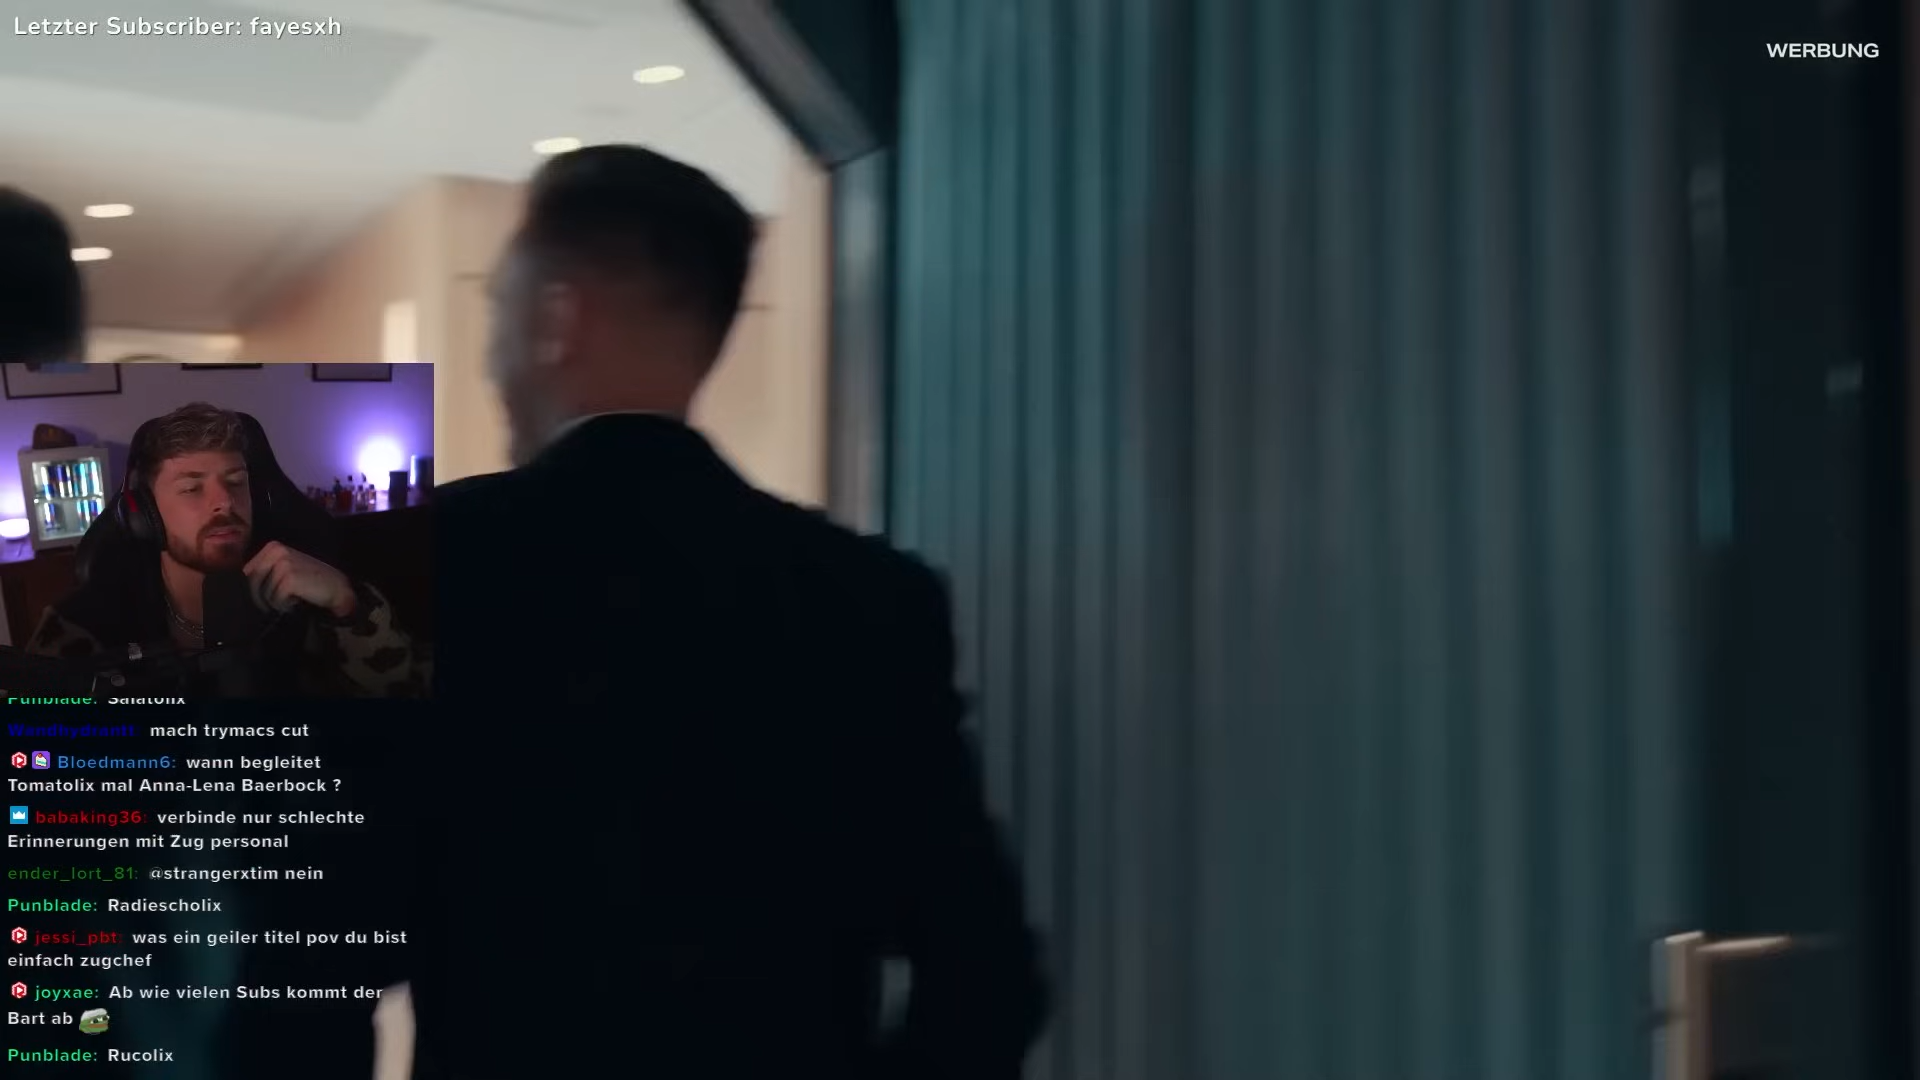 Letzter Subscriber: fayesxh
WERBUNG
Punblade: Salatolix
mach trymacs cut
Bloedmann6: wann begleitet
Tomatolix mal Anna-Lena Baerbock ?
babaking36: verbinde nur schlechte
Erinnerungen mit Zug personal
ender_lort_81: @strangerxtim nein
Punblade: Radiescholix
jessi_pbt: was ein geiler titel pov du bist
einfach zugchef
joyxae: Ab wie vielen Subs kommt der
Bart ab
Punblade: Rucolix